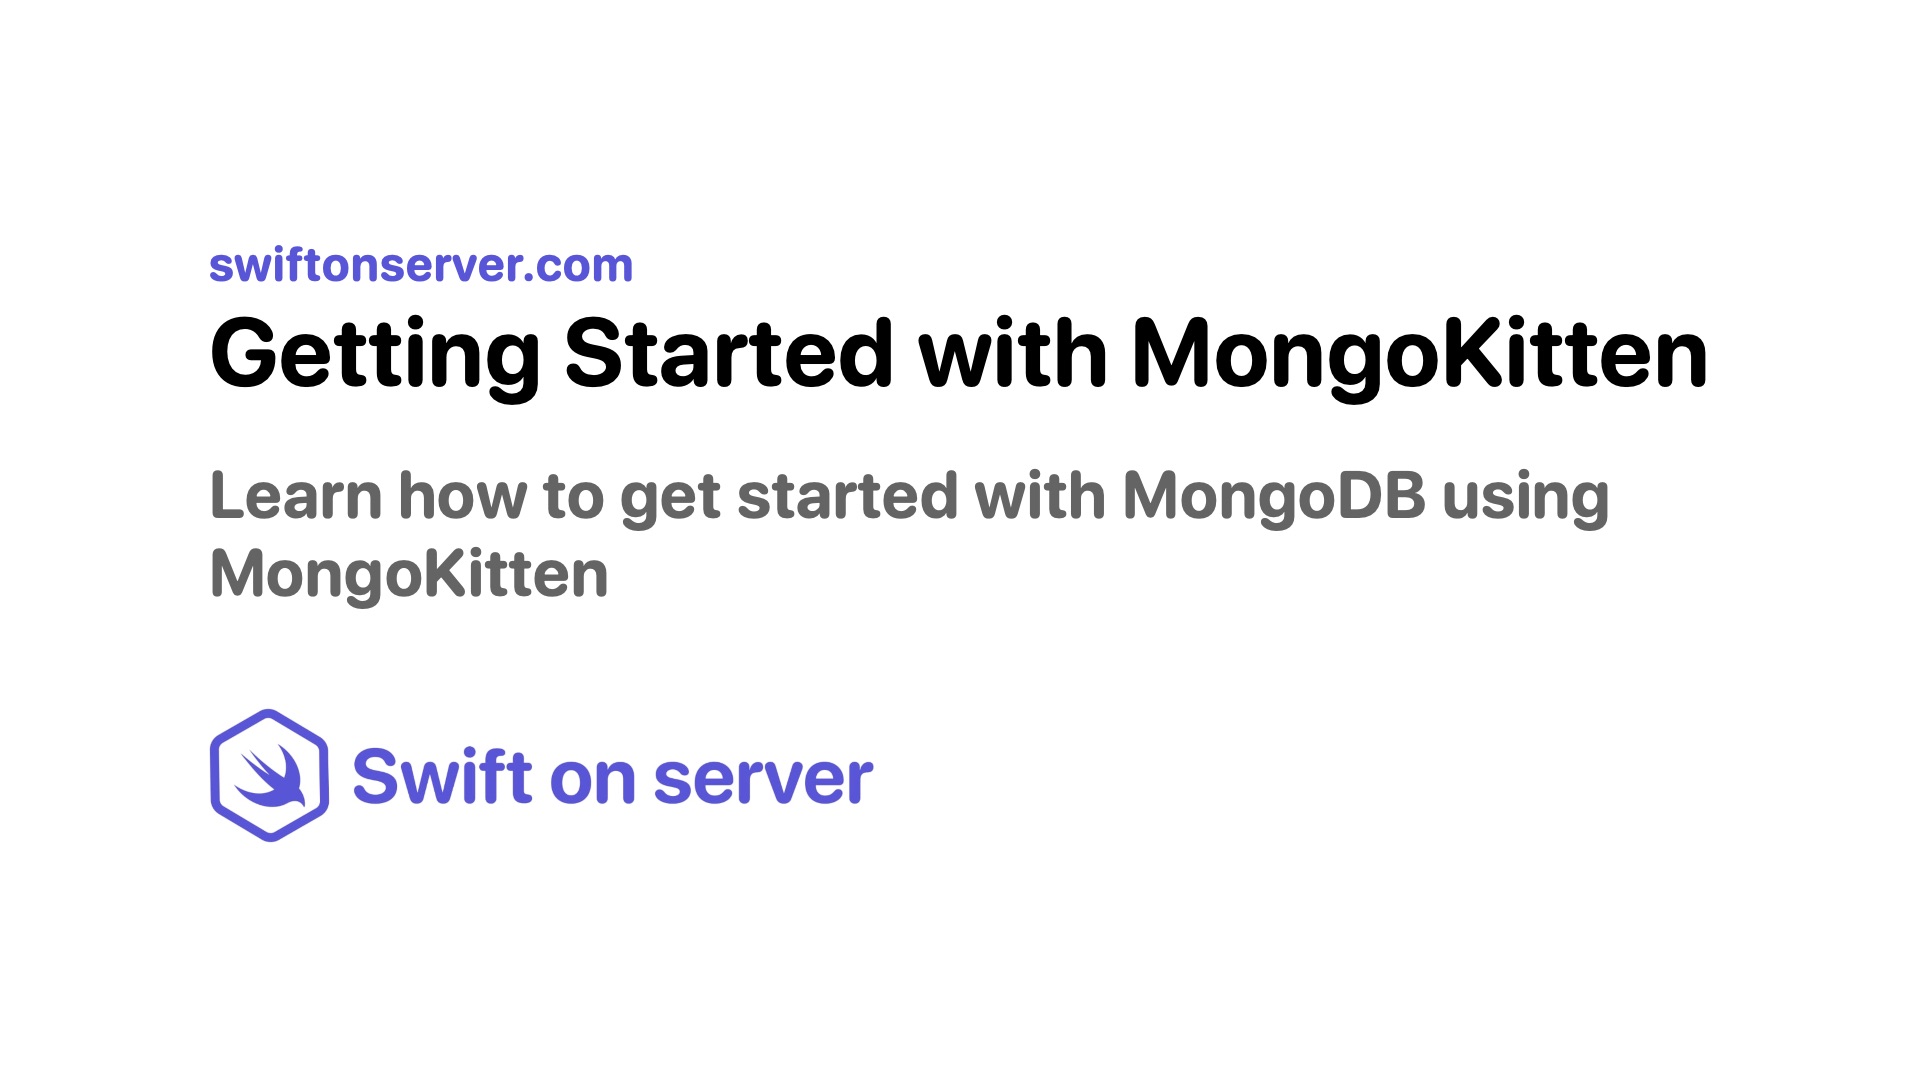 swiftonserver.com
Getting Started with MongoKitten
Learn how to get started with MongoDB using
MongoKitten
Swift on server